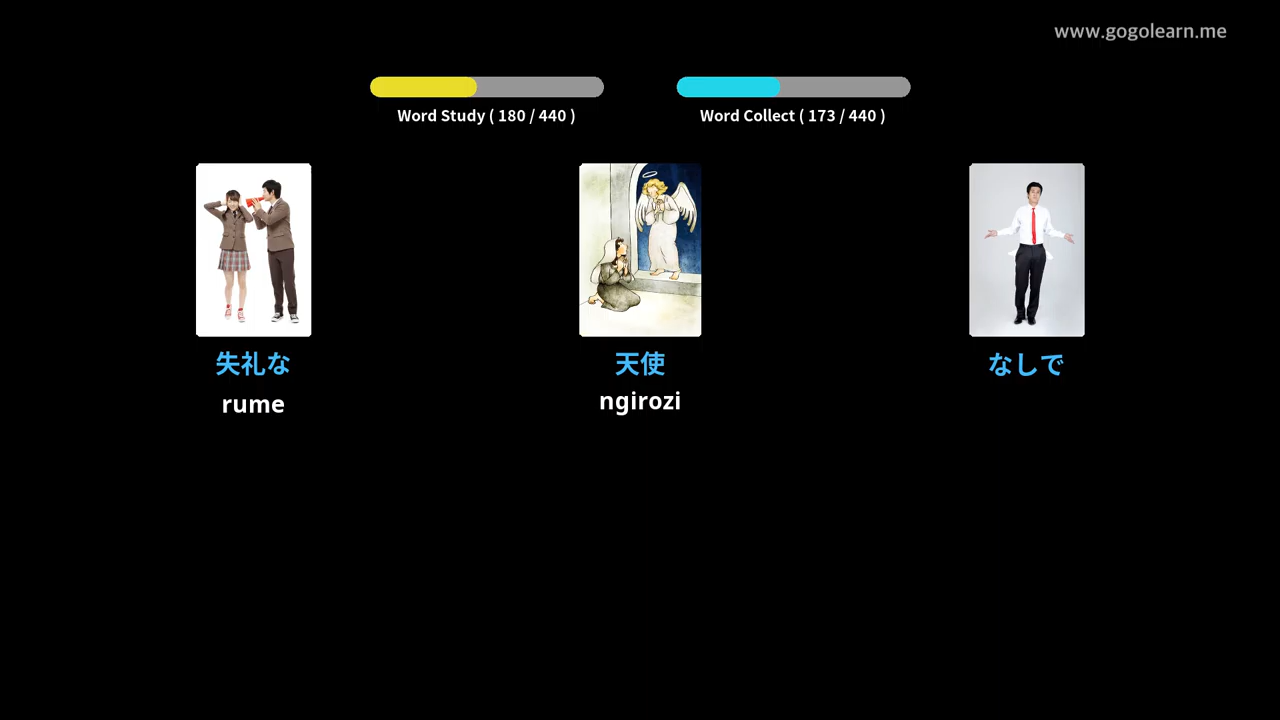 www.gogolearn.me
Word Study ( 180 / 440 )
Word Collect ( 173 / 440 )
失礼な
rume
天使
ngirozi
なしで